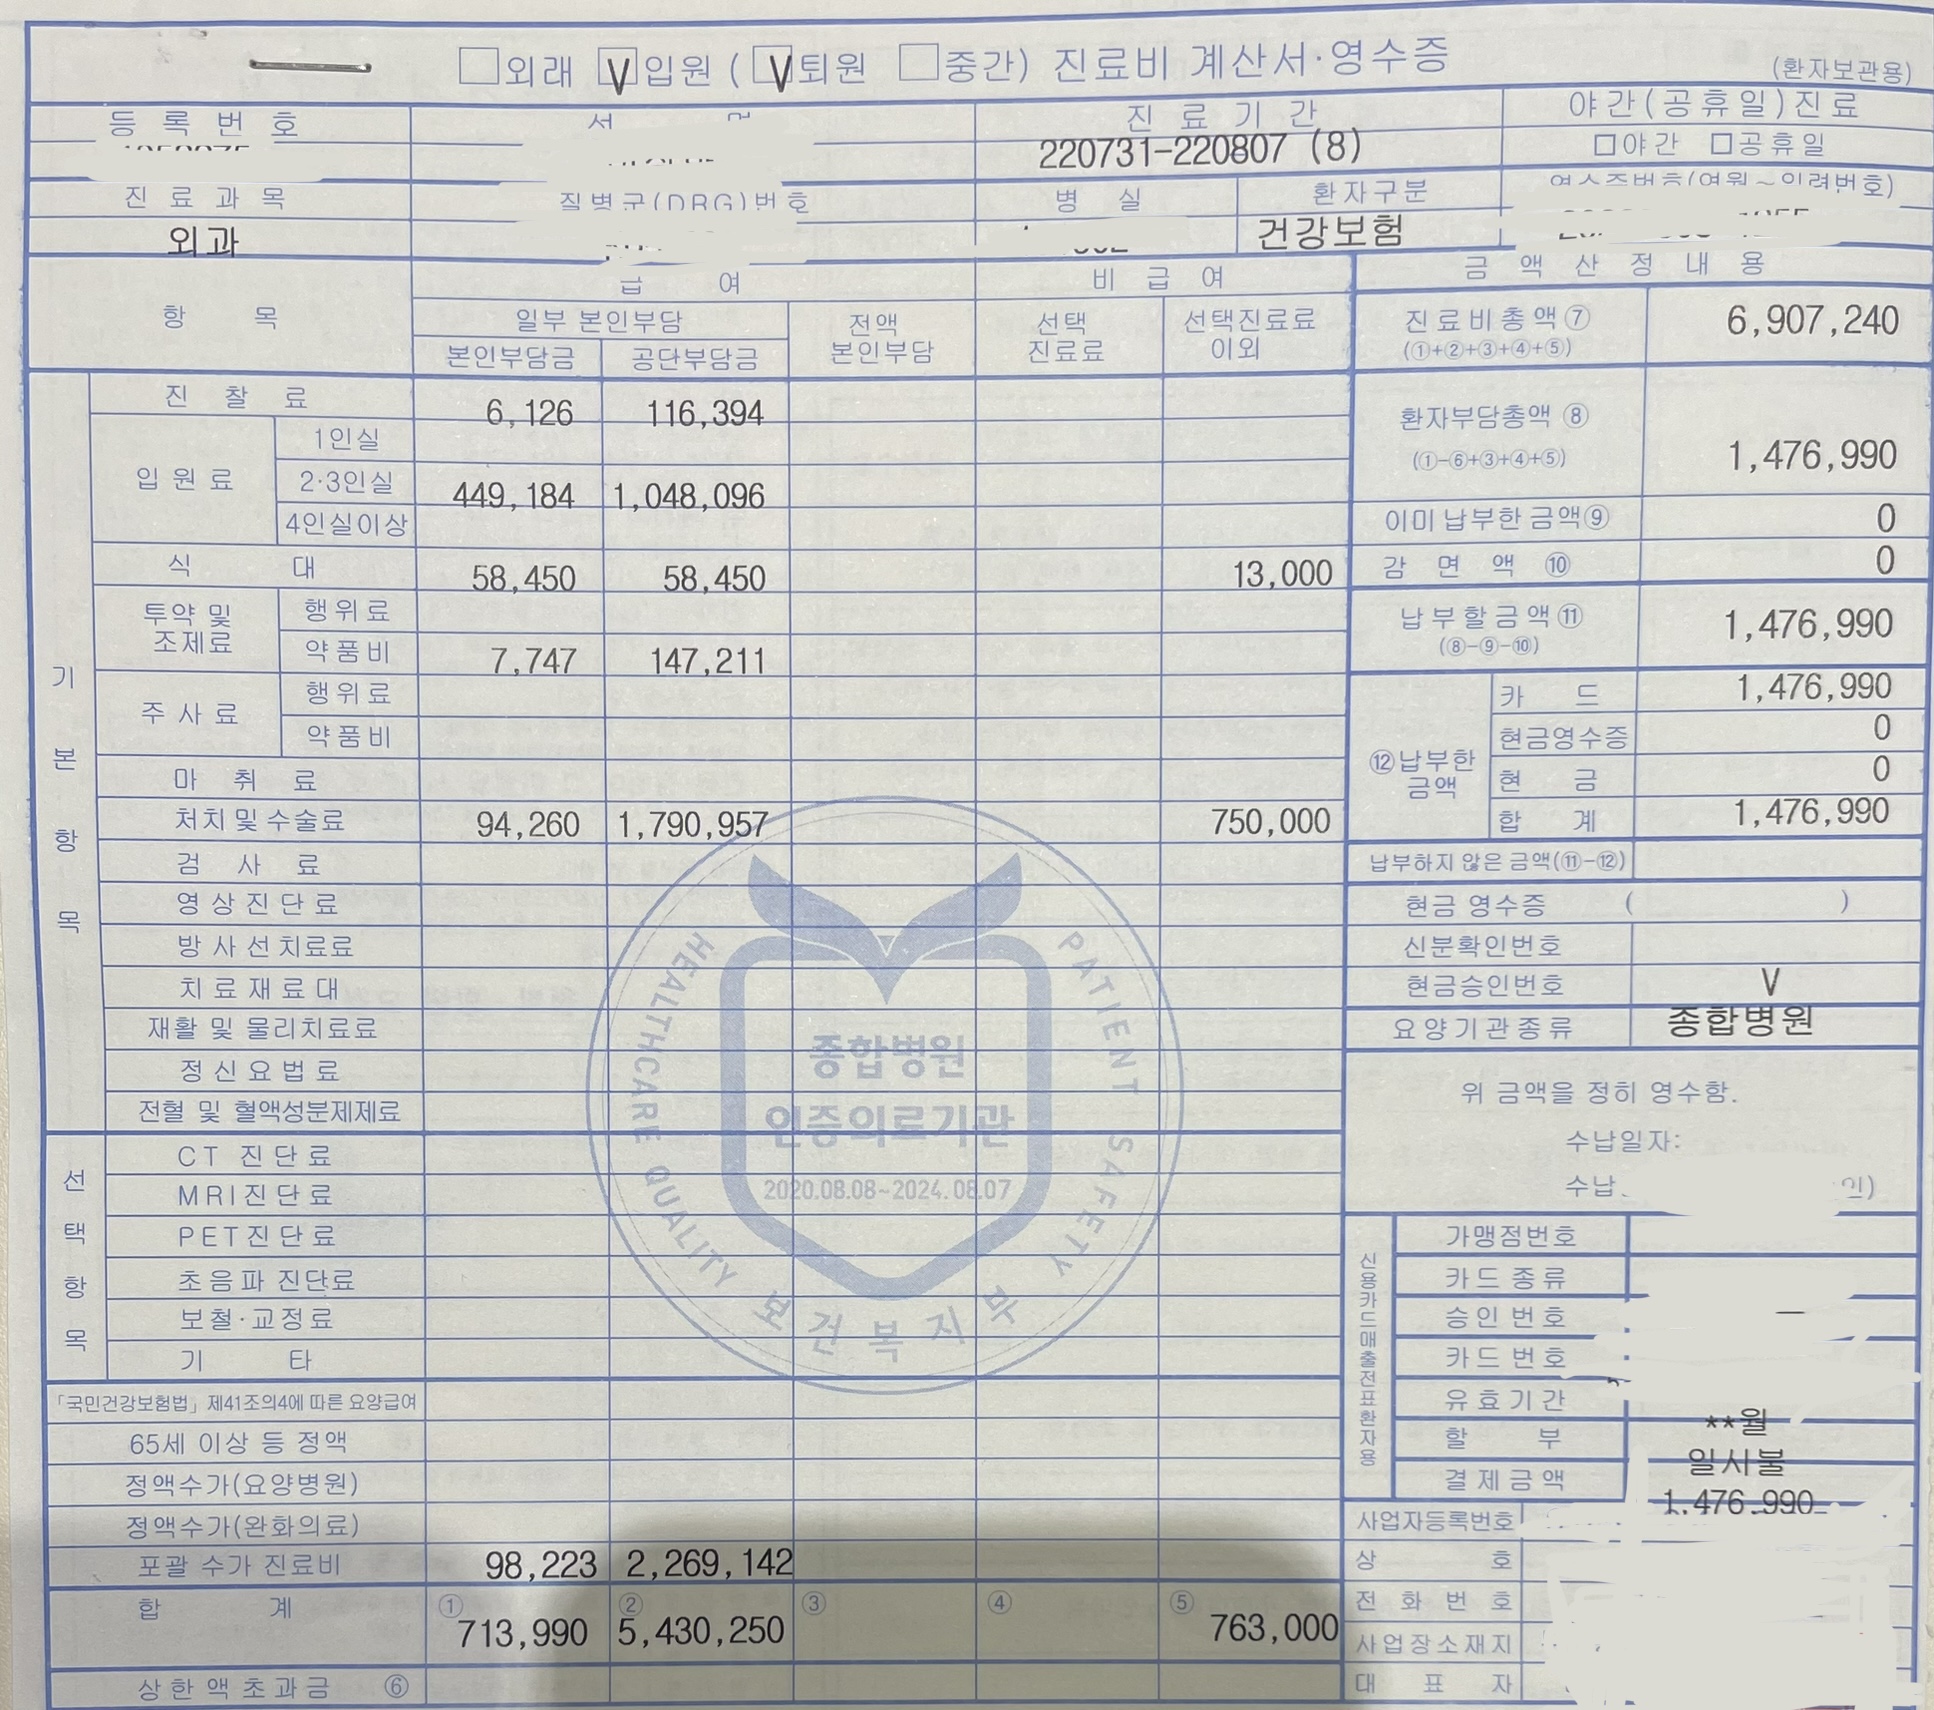 외래 V 입원 ( V 퇴원 중간) 진료비 계산서·영수증
(환자보관용)
등록번호 진료기간 야간(공휴일)진료
220731-220807 (8) □야간 □공휴일
진료과목 질병군(DRG)번호 병실 환자구분
외과 건강보험
항목 급여 비급여 금액산정내용
일부 본인부담 전액 본인부담 선택 진료료 선택진료료 이외
본인부담금 공단부담금
진료비총액⑦ 6,907,240
(①+②+③+④+⑤)
기본항목
진찰료 6,126 116,394
입원료 1인실
2·3인실 449,184 1,048,096
4인실이상
식대 58,450 58,450 13,000
투약 및 조제료 행위료
약품비 7,747 147,211
주사료 행위료
약품비
마취료
처치및수술료 94,260 1,790,957 750,000
검사료
영상진단료
방사선치료료
치료재료대
재활 및 물리치료료
정신요법료
전혈 및 혈액성분제제료
선택항목
CT 진단료
MRI진단료
PET진단료
초음파 진단료
보철·교정료
기타
「국민건강보험법」 제41조의4에 따른 요양급여
65세 이상 등 정액
정액수가(요양병원)
정액수가(완화의료)
포괄 수가 진료비 98,223 2,269,142
합계 ① 713,990 ② 5,430,250 ③ ④ ⑤ 763,000
상한액초과금 ⑥
환자부담총액 ⑧ 1,476,990
(①-⑥+③+④+⑤)
이미 납부한 금액⑨ 0
감면액 ⑩ 0
납부할금액⑪ 1,476,990
(⑧-⑨-⑩)
⑫납부한 금액
카드 1,476,990
현금영수증 0
현금 0
합계 1,476,990
납부하지 않은 금액(⑪-⑫)
현금 영수증 ( )
신분확인번호
현금승인번호 V
요양기관종류 종합병원
위 금액을 정히 영수함.
수납일자:
수납
신용카드매출전표환자용
가맹점번호
카드종류
승인번호
카드번호
유효기간 **월
할부 일시불
결제금액 1,476,990
사업자등록번호
상호
전화번호
사업장소재지
대표자
HEALTHCARE QUALITY PATIENT SAFETY
종합병원
인증의료기관
2020.08.08~2024.08.07
보건복지부